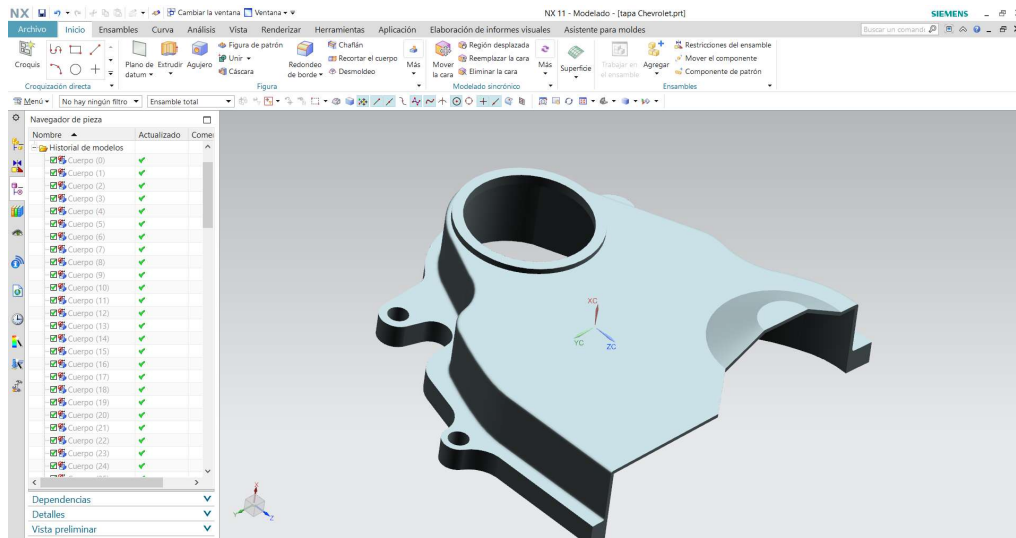 NX Cambiar la ventana Ventana NX 11 - Modelado - [tapa Chevrolet.prt] SIEMENS
Archivo Inicio Ensambles Curva Análisis Vista Renderizar Herramientas Aplicación Elaboración de informes visuales Asistente para moldes Buscar un comando
Croquis
Plano de datum
Extrudir
Agujero
Figura de patrón
Unir
Cáscara
Redondeo de borde
Chaflán
Recortar el cuerpo
Desmoldeo
Más
Mover la cara
Región desplazada
Reemplazar la cara
Eliminar la cara
Más
Superficie
Trabajar en el ensamble
Agregar
Restricciones del ensamble
Mover el componente
Componente de patrón
Croquización directa Figura Modelado sincrónico Ensambles
Menú No hay ningún filtro Ensamble total
Navegador de pieza
Nombre Actualizado Comer
Historial de modelos
Cuerpo (0)
Cuerpo (1)
Cuerpo (2)
Cuerpo (3)
Cuerpo (4)
Cuerpo (5)
Cuerpo (6)
Cuerpo (7)
Cuerpo (8)
Cuerpo (9)
Cuerpo (10)
Cuerpo (11)
Cuerpo (12)
Cuerpo (13)
Cuerpo (14)
Cuerpo (15)
Cuerpo (16)
Cuerpo (17)
Cuerpo (18)
Cuerpo (19)
Cuerpo (20)
Cuerpo (21)
Cuerpo (22)
Cuerpo (23)
Cuerpo (24)
Dependencias
Detalles
Vista preliminar
XC
YC
ZC
X
Y
Z